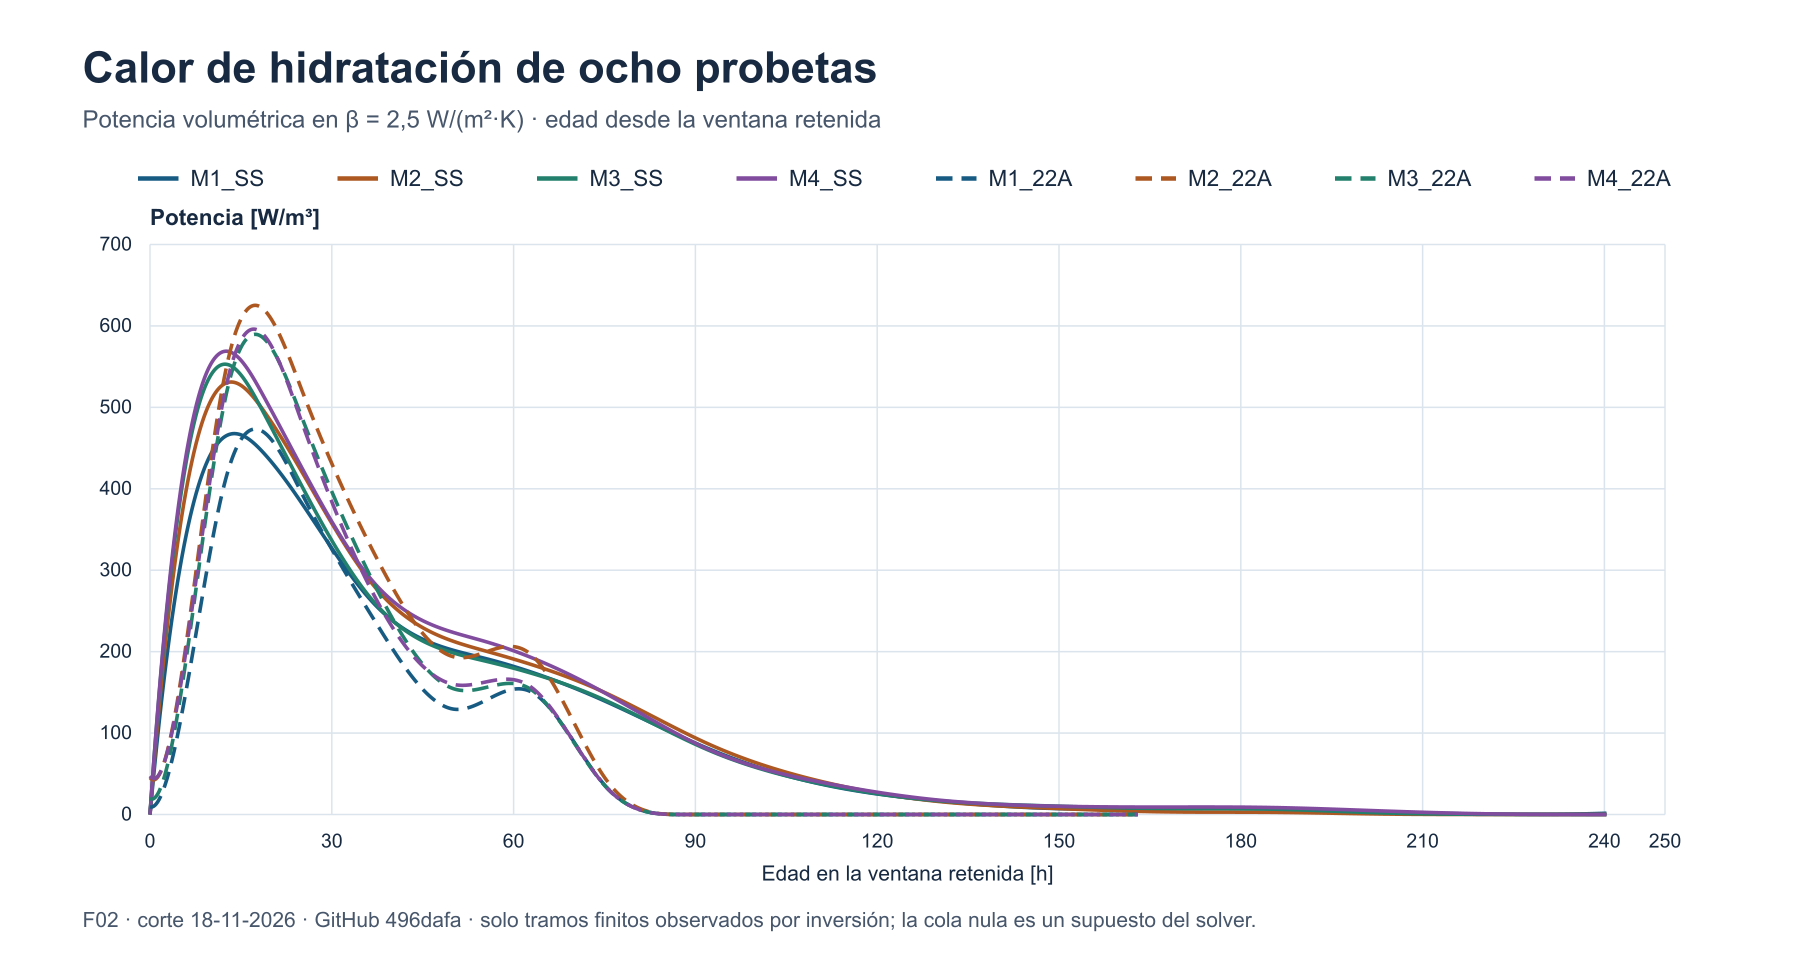 Calor de hidratación de ocho probetas
Potencia volumétrica en β = 2,5 W/(m²·K) · edad desde la ventana retenida
M1_SS M2_SS M3_SS M4_SS M1_22A M2_22A M3_22A M4_22A
Potencia [W/m³]
700
600
500
400
300
200
100
0
0 30 60 90 120 150 180 210 240 250
Edad en la ventana retenida [h]
F02 · corte 18-11-2026 · GitHub 496dafa · solo tramos finitos observados por inversión; la cola nula es un supuesto del solver.